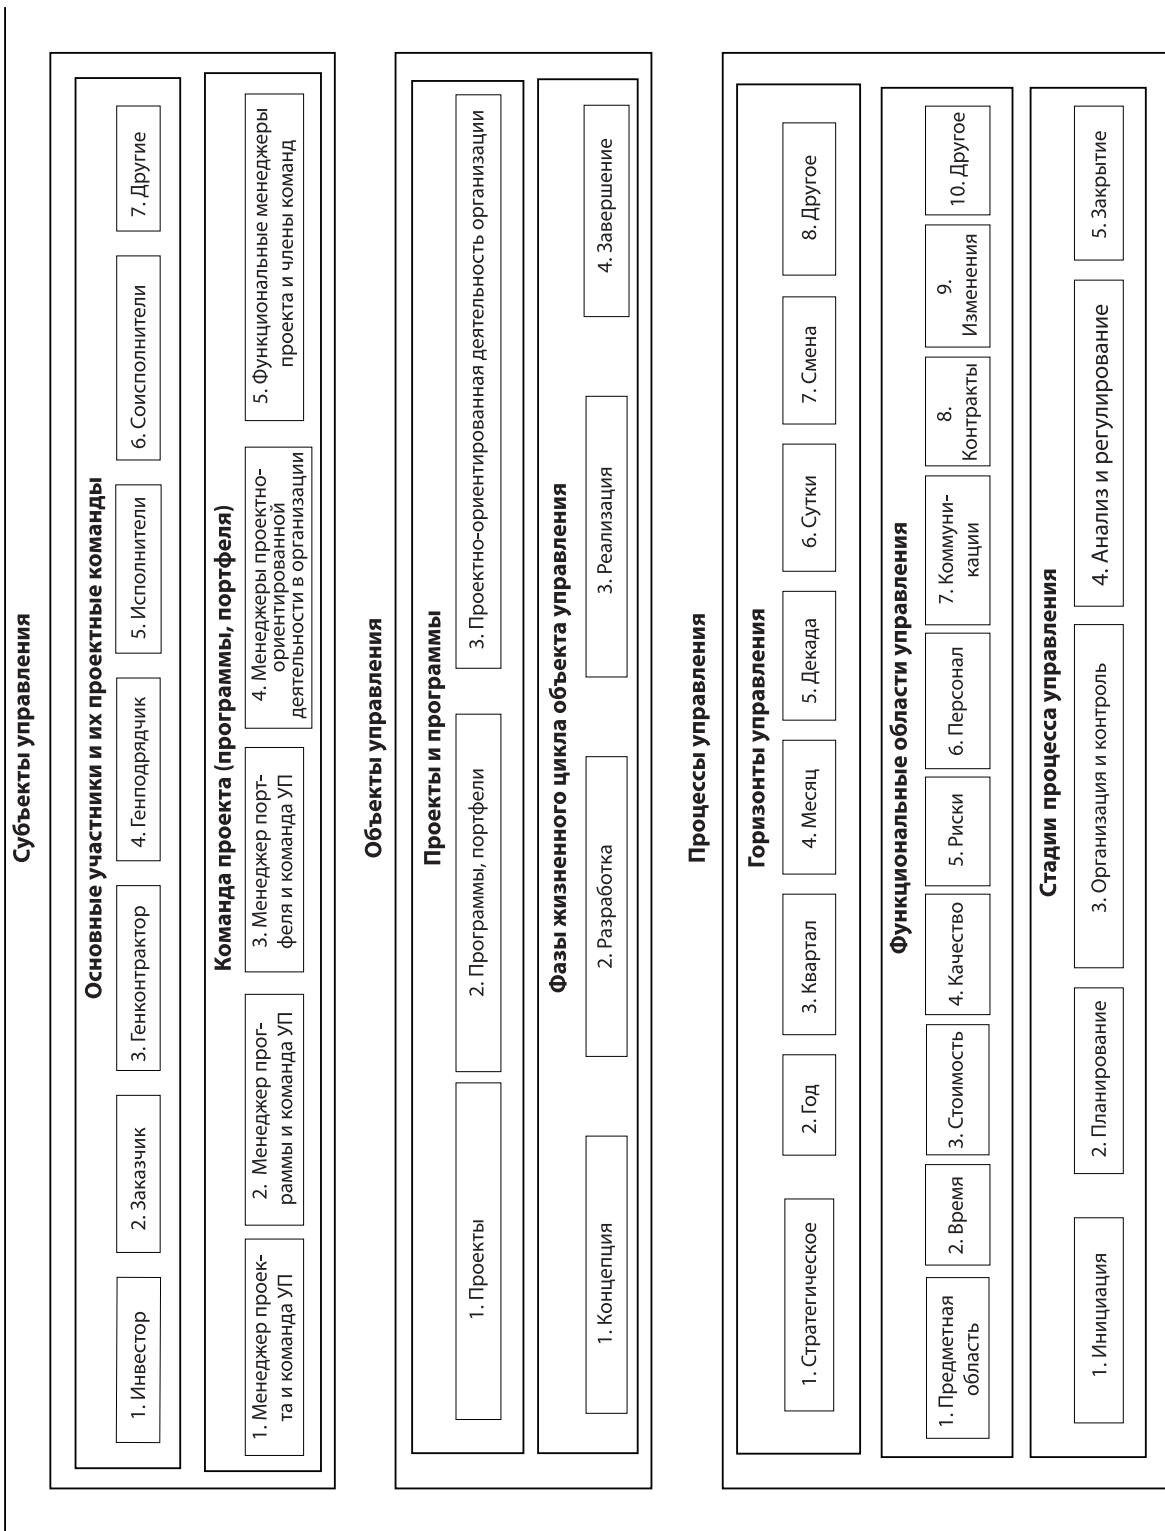 Субъекты управления
Основные участники и их проектные команды
1. Инвестор
2. Заказчик
3. Генконтрактор
4. Генподрядчик
5. Исполнители
6. Соисполнители
7. Другие
Команда проекта (программы, портфеля)
1. Менеджер проек-
та и команда УП
2. Менеджер прог-
раммы и команда УП
3. Менеджер порт-
феля и команда УП
4. Менеджеры проектно-
ориентированной
деятельности в организации
5. Функциональные менеджеры
проекта и члены команд
Объекты управления
Проекты и программы
1. Проекты
2. Программы, портфели
3. Проектно-ориентированная деятельность организации
Фазы жизненного цикла объекта управления
1. Концепция
2. Разработка
3. Реализация
4. Завершение
Процессы управления
Горизонты управления
1. Стратегическое
2. Год
3. Квартал
4. Месяц
5. Декада
6. Сутки
7. Смена
8. Другое
Функциональные области управления
1. Предметная
область
2. Время
3. Стоимость
4. Качество
5. Риски
6. Персонал
7. Коммуни-
кации
8.
Контракты
9.
Изменения
10. Другое
Стадии процесса управления
1. Инициация
2. Планирование
3. Организация и контроль
4. Анализ и регулирование
5. Закрытие